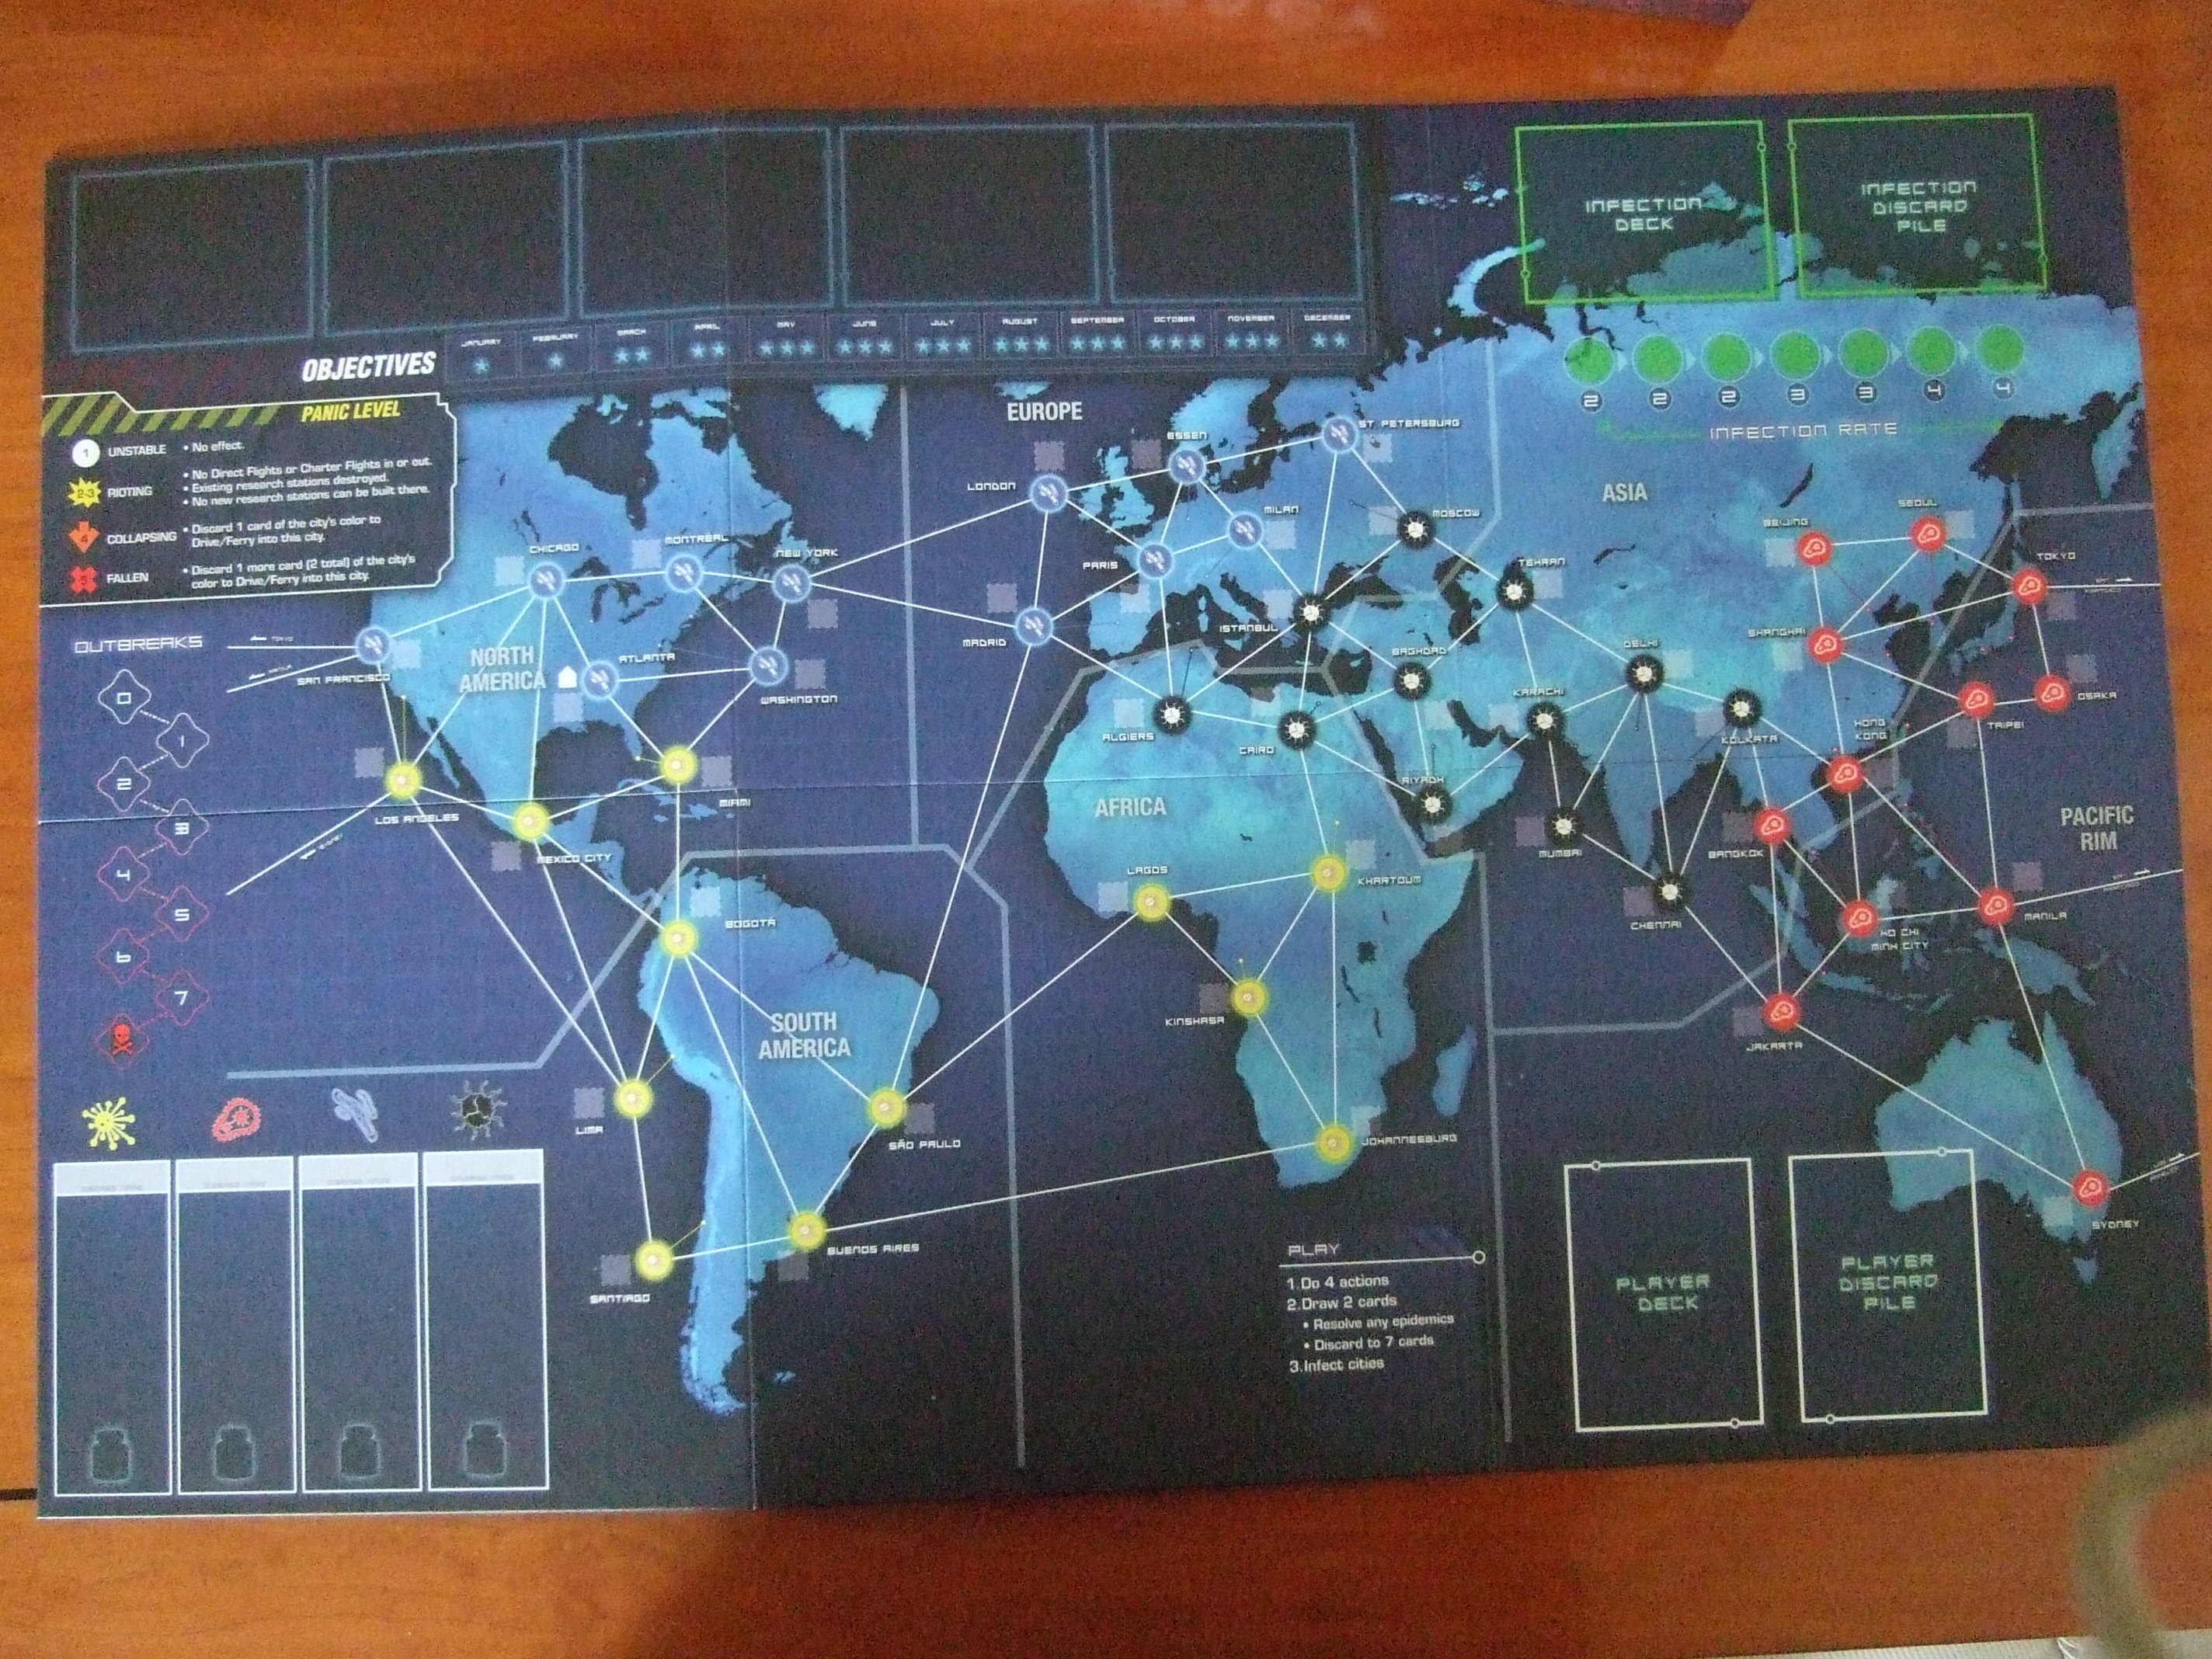 INFECTION
DECK
INFECTION
DISCARD
PILE
JANUARY
FEBRUARY
MARCH
APRIL
MAY
JUNE
JULY
AUGUST
SEPTEMBER
OCTOBER
NOVEMBER
DECEMBER
OBJECTIVES
2
2
2
3
3
4
4
INFECTION RATE
PANIC LEVEL
1 UNSTABLE • No effect.
2-3 RIOTING • No Direct Flights or Charter Flights in or out.
• Existing research stations destroyed.
• No new research stations can be built there.
4 COLLAPSING • Discard 1 card of the city's color to
Drive/Ferry into this city.
5 FALLEN • Discard 1 more card (2 total) of the city's
color to Drive/Ferry into this city.
OUTBREAKS
0
1
2
3
4
5
6
7
TOKYO
MANILA
SYDNEY
NORTH
AMERICA
SAN FRANCISCO
CHICAGO
MONTRÉAL
NEW YORK
ATLANTA
WASHINGTON
LOS ANGELES
MEXICO CITY
MIAMI
SOUTH
AMERICA
BOGOTÁ
LIMA
SANTIAGO
SÃO PAULO
BUENOS AIRES
EUROPE
LONDON
ESSEN
ST PETERSBURG
MILAN
PARIS
MADRID
MOSCOW
ISTANBUL
AFRICA
ALGIERS
CAIRO
LAGOS
KHARTOUM
KINSHASA
JOHANNESBURG
ASIA
TEHRAN
BAGHDAD
RIYADH
KARACHI
DELHI
KOLKATA
MUMBAI
CHENNAI
BEIJING
SEOUL
SHANGHAI
HONG
KONG
BANGKOK
JAKARTA
PACIFIC
RIM
TOKYO
OSAKA
TAIPEI
MANILA
HO CHI
MINH CITY
SYDNEY
PLAY
1. Do 4 actions
2. Draw 2 cards
• Resolve any epidemics
• Discard to 7 cards
3. Infect cities
PLAYER
DECK
PLAYER
DISCARD
PILE